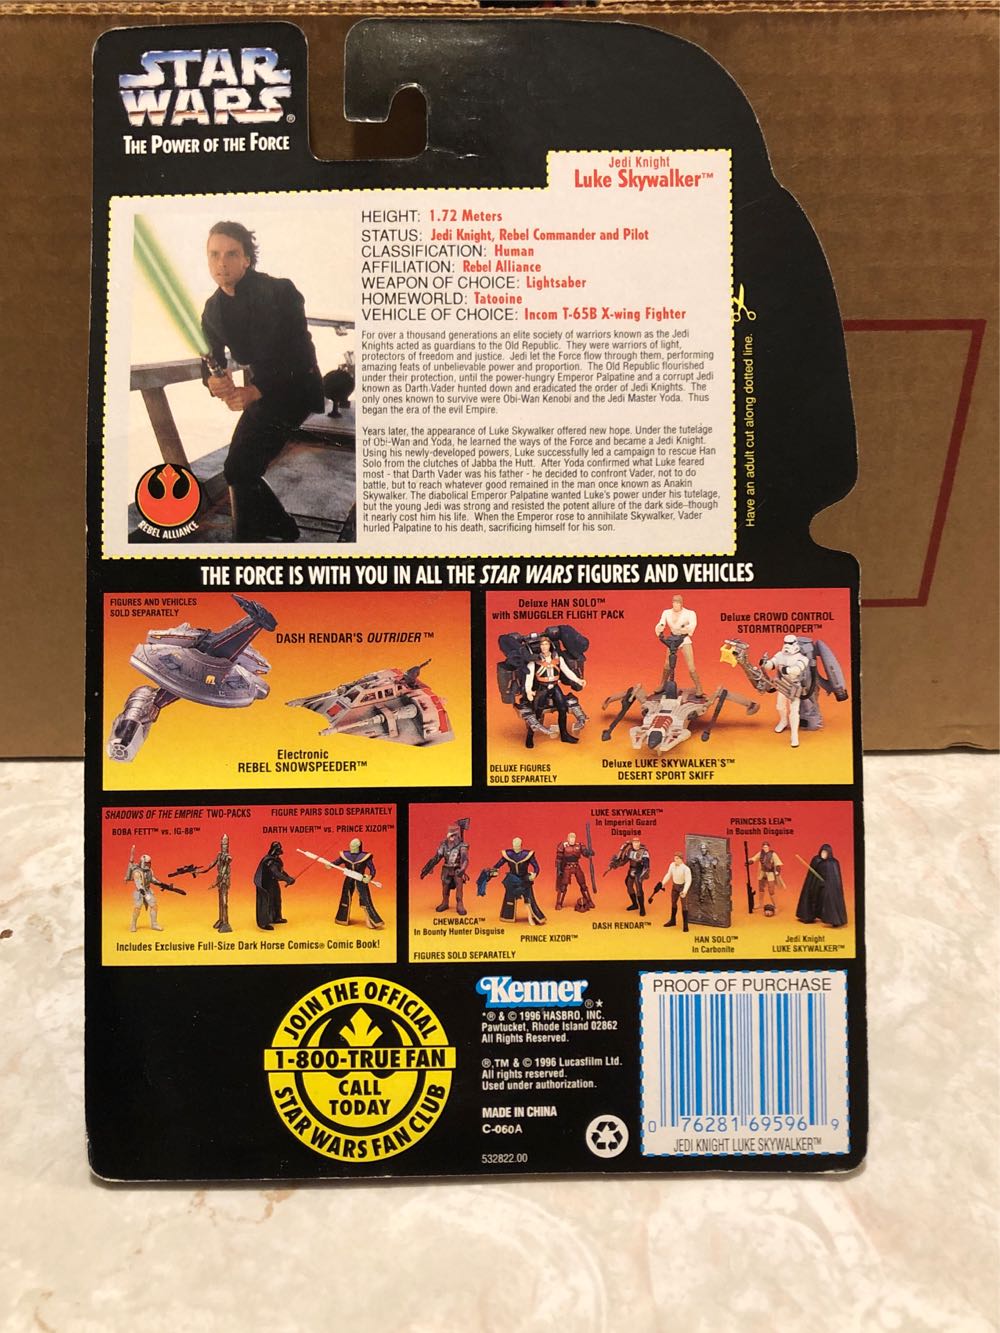 STAR
WARS®
THE POWER OF THE FORCE
Jedi Knight
Luke Skywalker™
HEIGHT: 1.72 Meters
STATUS: Jedi Knight, Rebel Commander and Pilot
CLASSIFICATION: Human
AFFILIATION: Rebel Alliance
WEAPON OF CHOICE: Lightsaber
HOMEWORLD: Tatooine
VEHICLE OF CHOICE: Incom T-65B X-wing Fighter
For over a thousand generations an elite society of warriors known as the Jedi
Knights acted as guardians to the Old Republic. They were warriors of light,
protectors of freedom and justice. Jedi let the Force flow through them, performing
amazing feats of unbelievable power and proportion. The Old Republic flourished
under their protection, until the power-hungry Emperor Palpatine and a corrupt Jedi
known as Darth Vader hunted down and eradicated the order of Jedi Knights. The
only ones known to survive were Obi-Wan Kenobi and the Jedi Master Yoda. Thus
began the era of the evil Empire.
Years later, the appearance of Luke Skywalker offered new hope. Under the tutelage
of Obi-Wan and Yoda, he learned the ways of the Force and became a Jedi Knight.
Using his newly-developed powers, Luke successfully led a campaign to rescue Han
Solo from the clutches of Jabba the Hutt. After Yoda confirmed what Luke feared
most - that Darth Vader was his father - he decided to confront Vader, not to do
battle, but to reach whatever good remained in the man once known as Anakin
Skywalker. The diabolical Emperor Palpatine wanted Luke's power under his tutelage,
but the young Jedi was strong and resisted the potent allure of the dark side–though
it nearly cost him his life. When the Emperor rose to annihilate Skywalker, Vader
hurled Palpatine to his death, sacrificing himself for his son.
REBEL ALLIANCE
Have an adult cut along dotted line.
THE FORCE IS WITH YOU IN ALL THE STAR WARS FIGURES AND VEHICLES
FIGURES AND VEHICLES
SOLD SEPARATELY
DASH RENDAR'S OUTRIDER™
Electronic
REBEL SNOWSPEEDER™
Deluxe HAN SOLO™
with SMUGGLER FLIGHT PACK
Deluxe CROWD CONTROL
STORMTROOPER™
DELUXE FIGURES
SOLD SEPARATELY
Deluxe LUKE SKYWALKER'S™
DESERT SPORT SKIFF
SHADOWS OF THE EMPIRE TWO-PACKS
FIGURE PAIRS SOLD SEPARATELY
BOBA FETT™ vs. IG-88™
DARTH VADER™ vs. PRINCE XIZOR™
Includes Exclusive Full-Size Dark Horse Comics® Comic Book!
LUKE SKYWALKER™
in Imperial Guard
Disguise
PRINCESS LEIA™
in Boushh Disguise
CHEWBACCA™
in Bounty Hunter Disguise
PRINCE XIZOR™
DASH RENDAR™
HAN SOLO™
in Carbonite
Jedi Knight
LUKE SKYWALKER™
FIGURES SOLD SEPARATELY
JOIN THE OFFICIAL
1-800-TRUE FAN
CALL
TODAY
STAR WARS FAN CLUB
Kenner®*
*® & © 1996 HASBRO, INC.
Pawtucket, Rhode Island 02862
All Rights Reserved.
®,TM & © 1996 Lucasfilm Ltd.
All rights reserved.
Used under authorization.
MADE IN CHINA
C-060A
532822.00
PROOF OF PURCHASE
0 76281 69596 9
JEDI KNIGHT LUKE SKYWALKER™